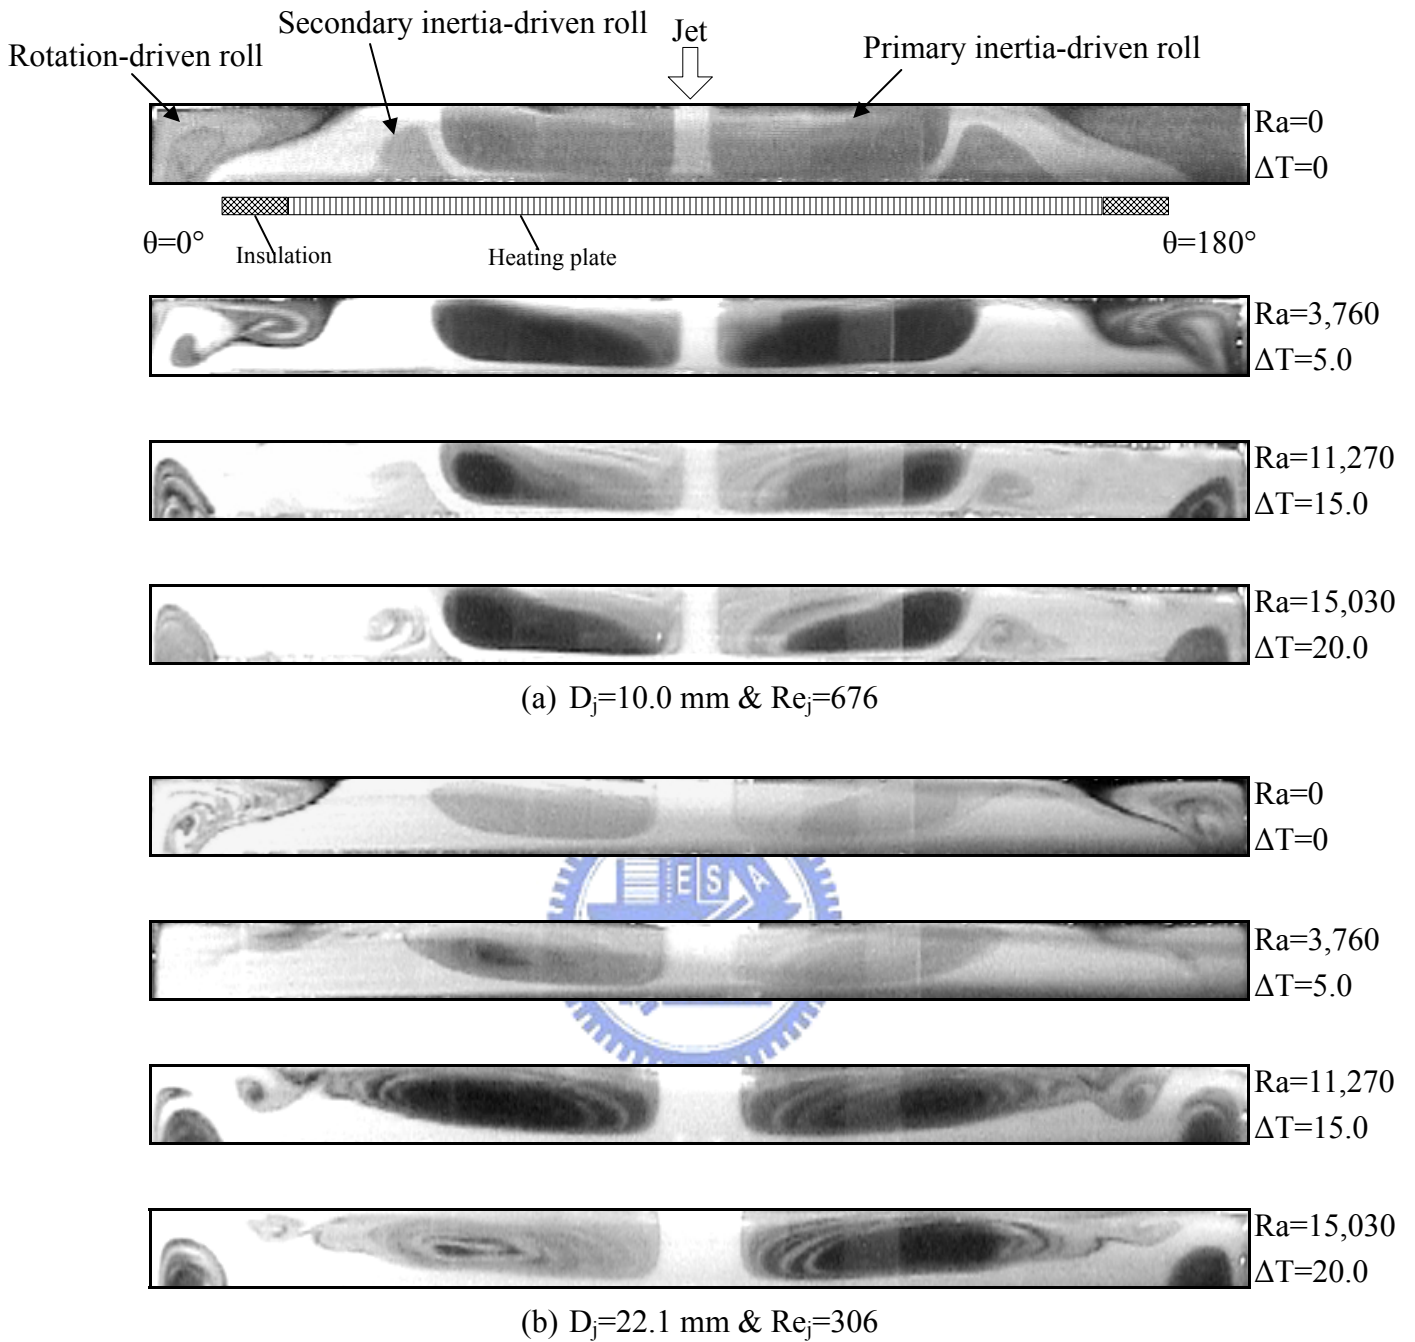 Secondary inertia-driven roll
Jet
Rotation-driven roll
Primary inertia-driven roll
Ra=0
ΔT=0
θ=0°
Insulation
Heating plate
θ=180°
Ra=3,760
ΔT=5.0
Ra=11,270
ΔT=15.0
Ra=15,030
ΔT=20.0
(a) Dj=10.0 mm & Rej=676
Ra=0
ΔT=0
ESA
Ra=3,760
ΔT=5.0
Ra=11,270
ΔT=15.0
Ra=15,030
ΔT=20.0
(b) Dj=22.1 mm & Rej=306